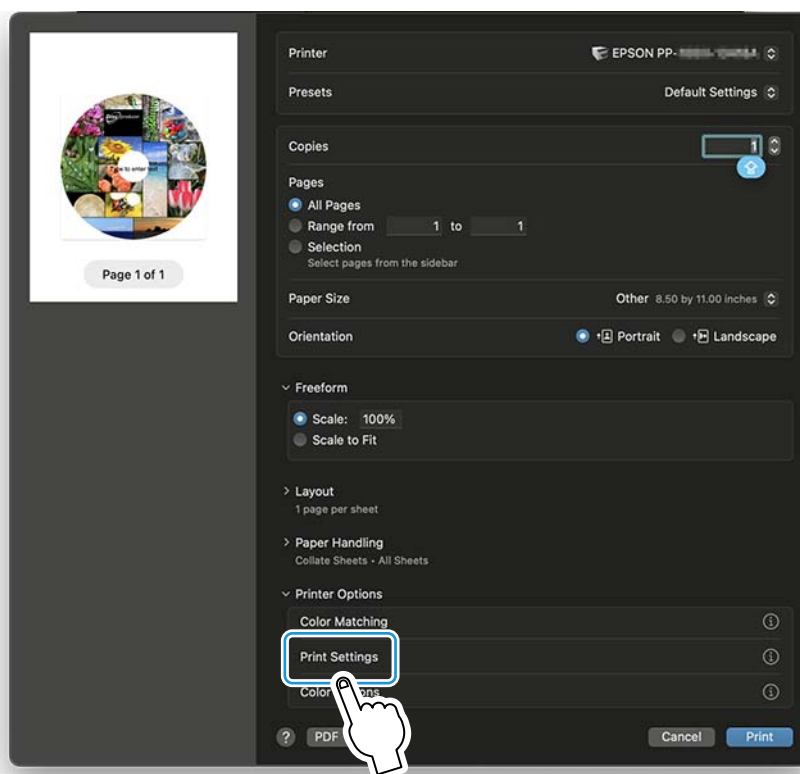 Printer EPSON PP-
Presets Default Settings
Copies 1
Pages
All Pages
Range from 1 to 1
Selection
Select pages from the sidebar
Page 1 of 1
Paper Size Other 8.50 by 11.00 inches
Orientation Portrait Landscape
Freeform
Scale: 100%
Scale to Fit
Layout
1 page per sheet
Paper Handling
Collate Sheets • All Sheets
Printer Options
Color Matching
Print Settings
Color
? PDF Cancel Print